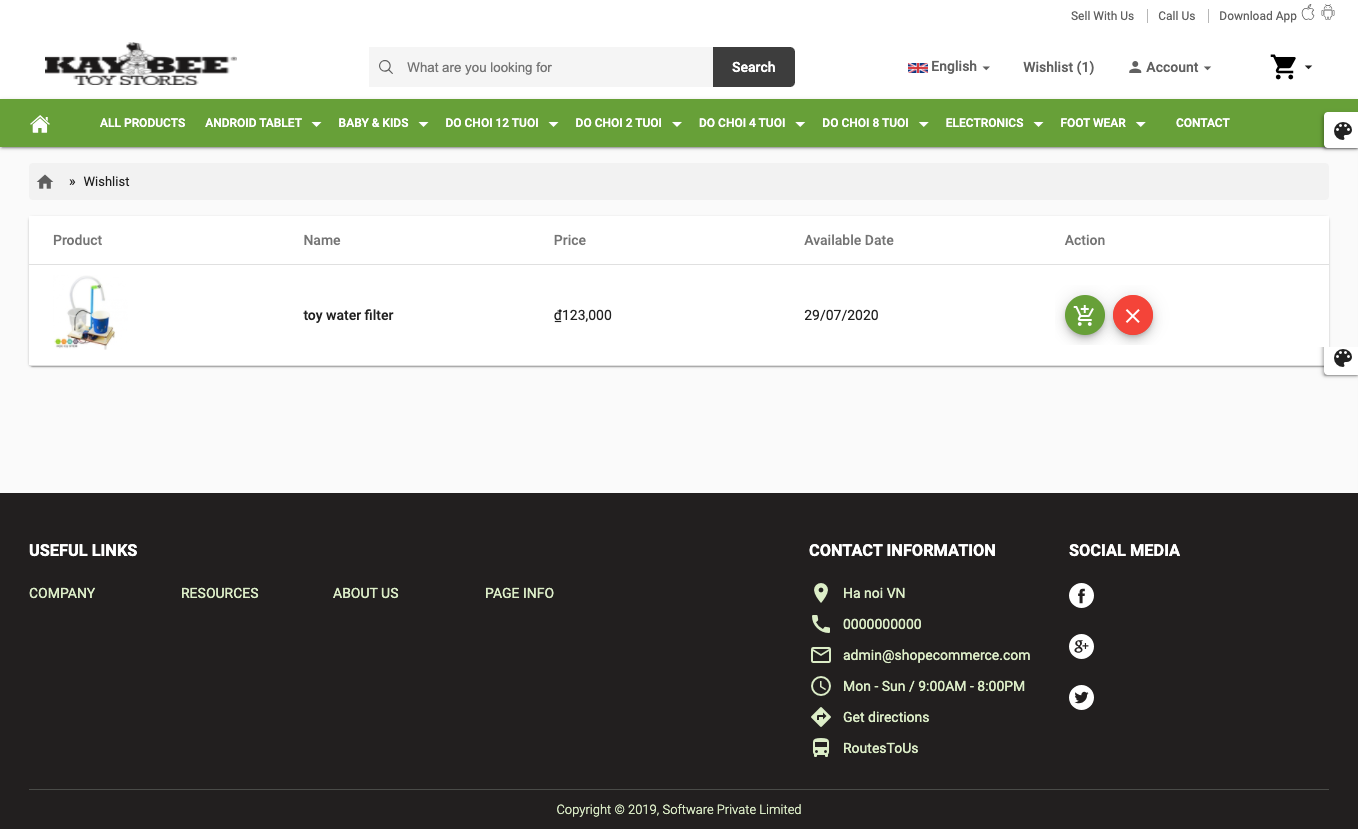 Sell With Us
Call Us
Download App
KAY BEE
TOY STORES
What are you looking for
Search
English
Wishlist (1)
Account
ALL PRODUCTS
ANDROID TABLET
BABY & KIDS
DO CHOI 12 TUOI
DO CHOI 2 TUOI
DO CHOI 4 TUOI
DO CHOI 8 TUOI
ELECTRONICS
FOOT WEAR
CONTACT
» Wishlist
Product
Name
Price
Available Date
Action
toy water filter
₫123,000
29/07/2020
USEFUL LINKS
COMPANY
RESOURCES
ABOUT US
PAGE INFO
CONTACT INFORMATION
Ha noi VN
0000000000
admin@shopecommerce.com
Mon - Sun / 9:00AM - 8:00PM
Get directions
RoutesToUs
SOCIAL MEDIA
Copyright © 2019, Software Private Limited